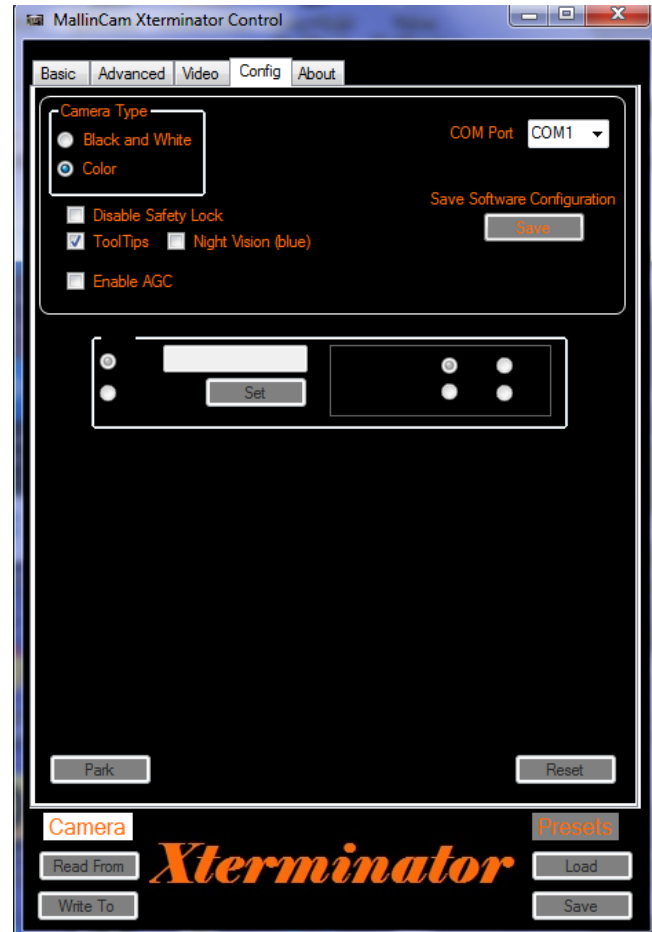 MallinCam Xterminator Control
Basic Advanced Video Config About
Camera Type
Black and White
Color
COM Port COM1
Save Software Configuration
Save
Disable Safety Lock
ToolTips Night Vision (blue)
Enable AGC
Set
Park Reset
Camera Presets
Read From Xterminator Load
Write To Save